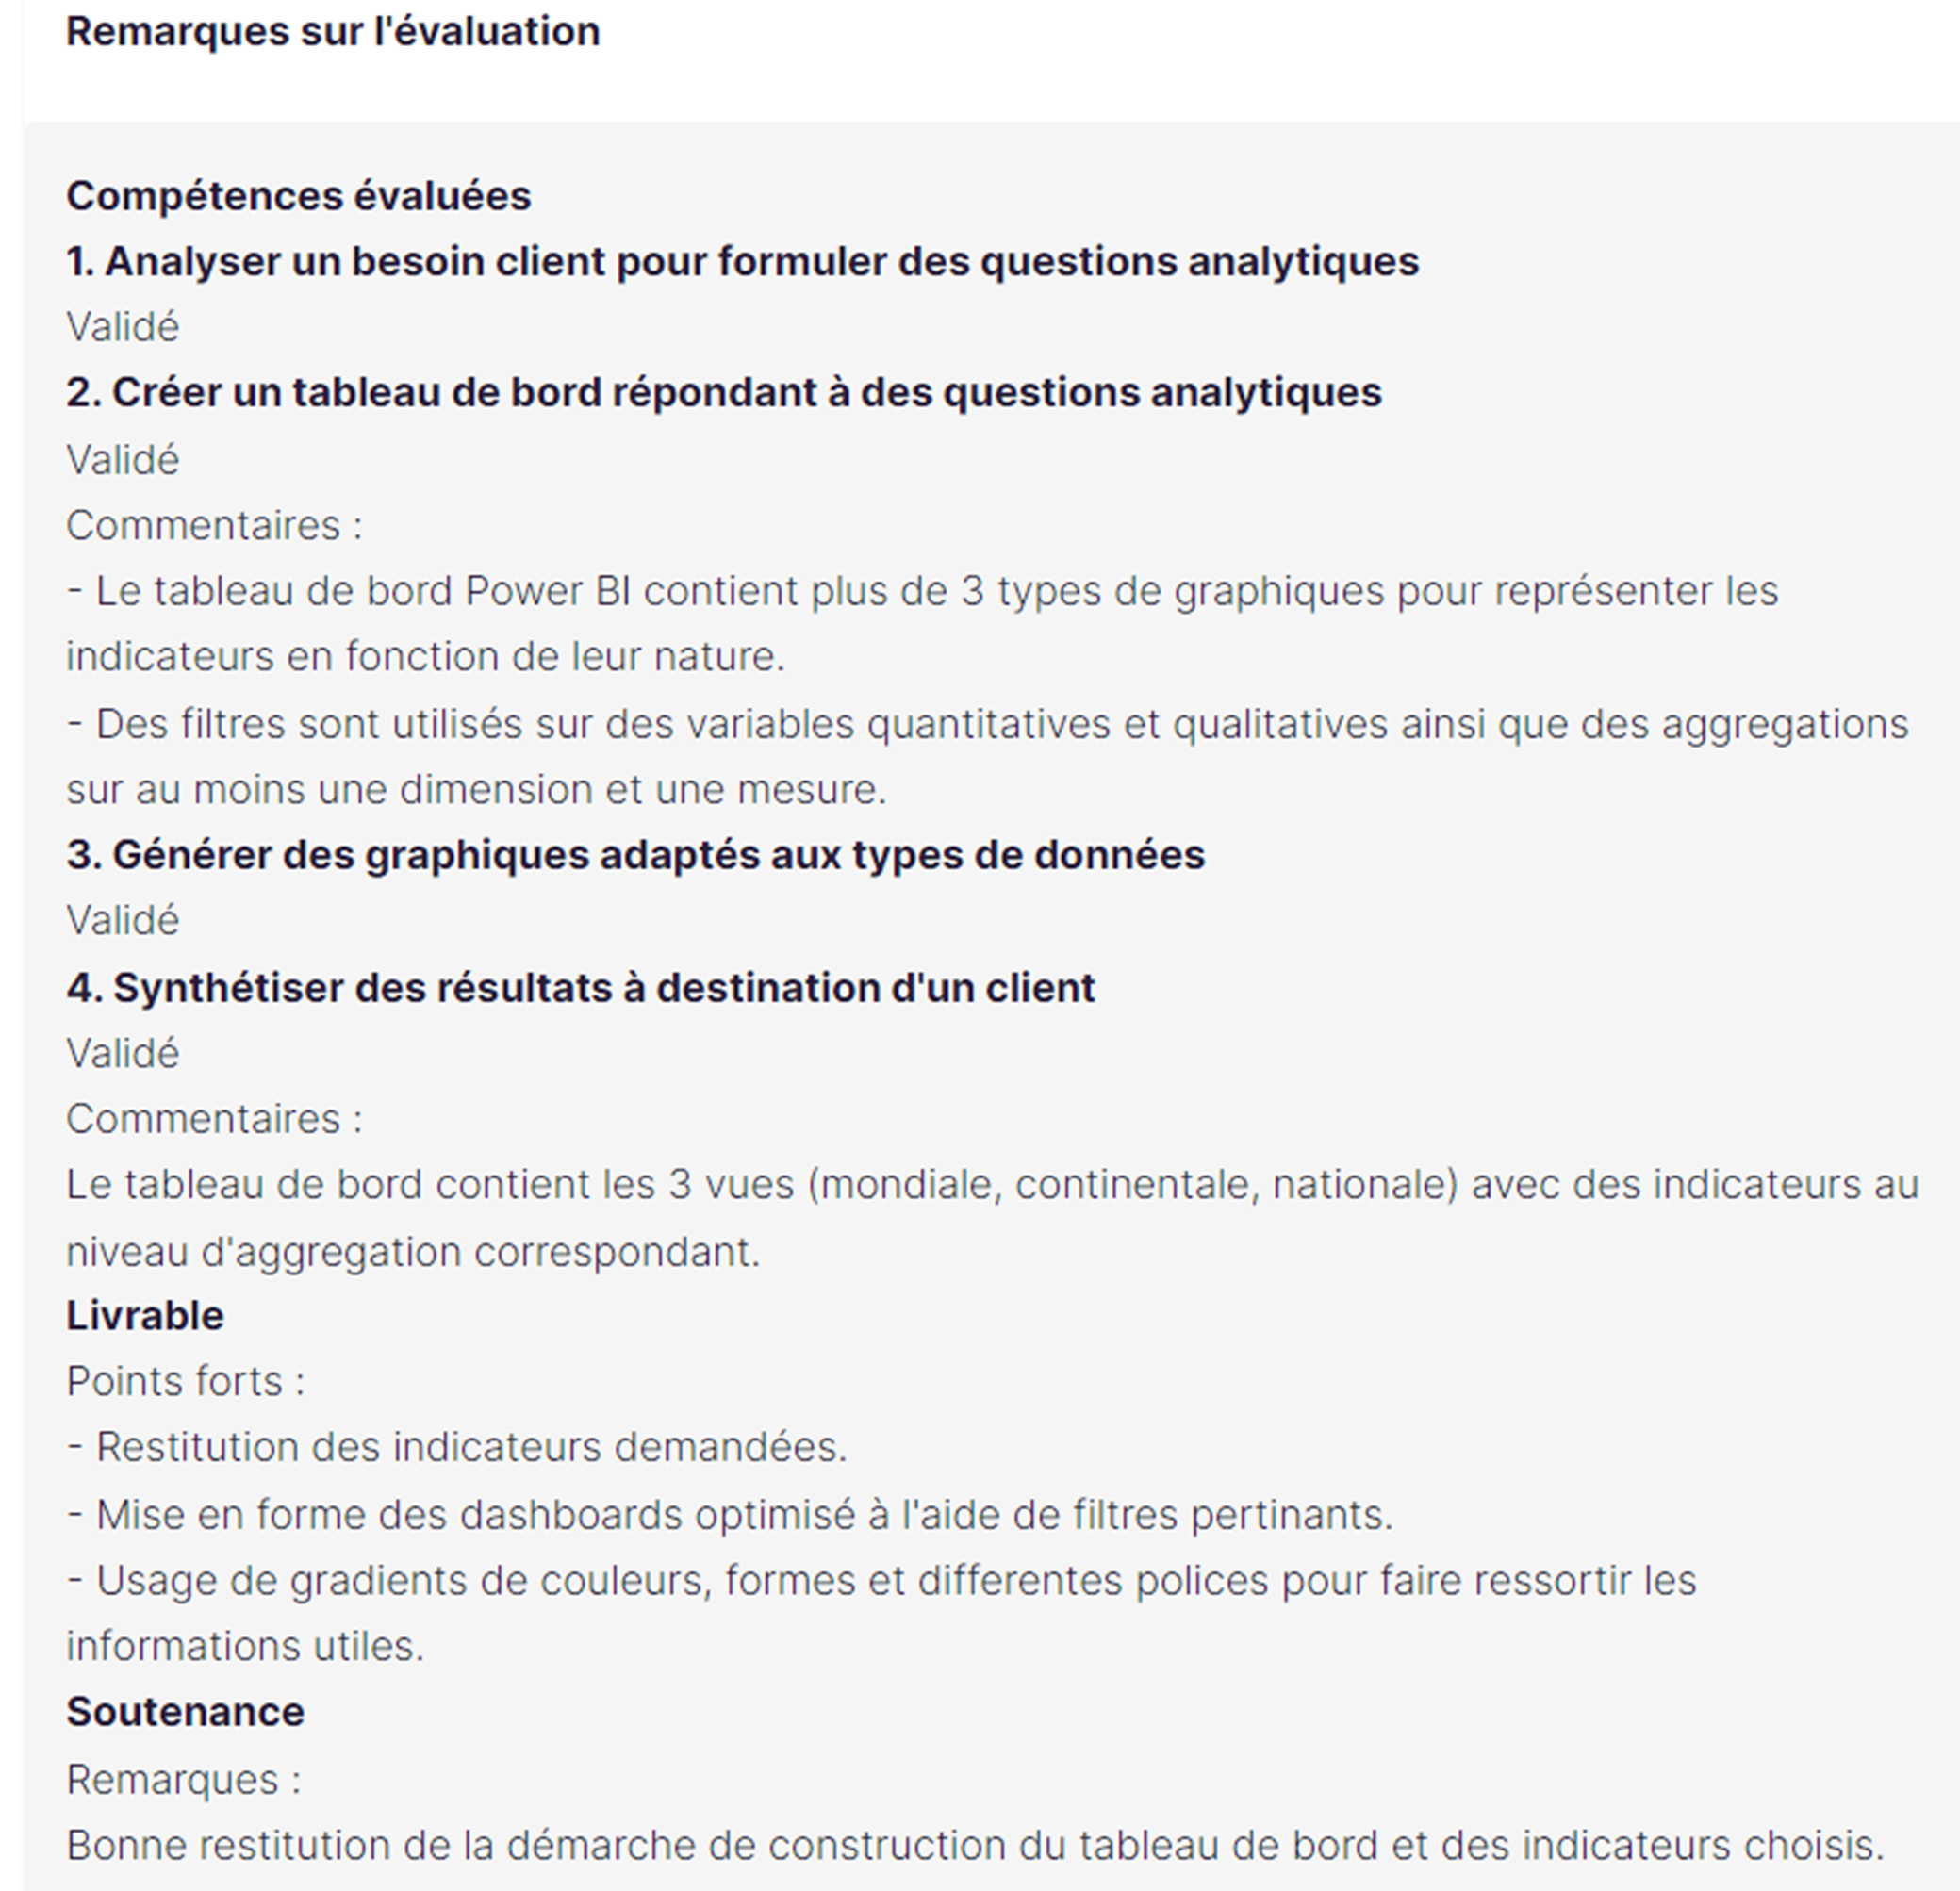 Remarques sur l'évaluation
Compétences évaluées
1. Analyser un besoin client pour formuler des questions analytiques
Validé
2. Créer un tableau de bord répondant à des questions analytiques
Validé
Commentaires :
- Le tableau de bord Power BI contient plus de 3 types de graphiques pour représenter les
indicateurs en fonction de leur nature.
- Des filtres sont utilisés sur des variables quantitatives et qualitatives ainsi que des aggregations
sur au moins une dimension et une mesure.
3. Générer des graphiques adaptés aux types de données
Validé
4. Synthétiser des résultats à destination d'un client
Validé
Commentaires :
Le tableau de bord contient les 3 vues (mondiale, continentale, nationale) avec des indicateurs au
niveau d'aggregation correspondant.
Livrable
Points forts :
- Restitution des indicateurs demandées.
- Mise en forme des dashboards optimisé à l'aide de filtres pertinants.
- Usage de gradients de couleurs, formes et differentes polices pour faire ressortir les
informations utiles.
Soutenance
Remarques :
Bonne restitution de la démarche de construction du tableau de bord et des indicateurs choisis.